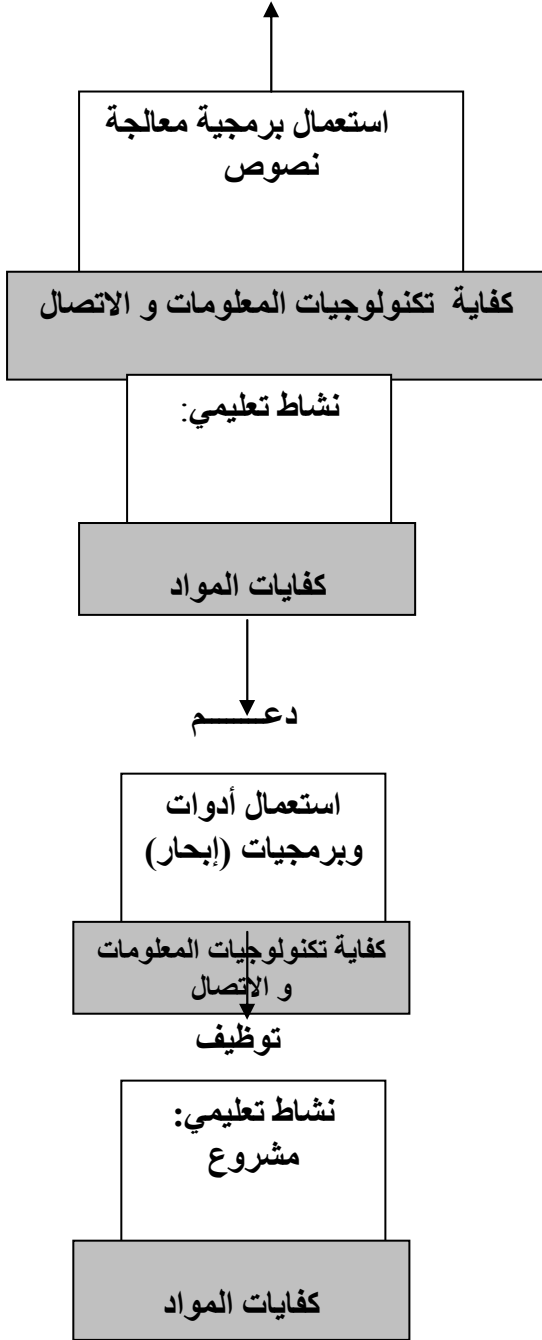 استعمال برمجية معالجة
نصوص
كفاية تكنولوجيات المعلومات و الاتصال
نشاط تعليمي:
كفايات المواد
دعـــــــم
استعمال أدوات
وبرمجيات (إبحار)
كفاية تكنولوجيات المعلومات
و الاتصال
توظيف
نشاط تعليمي:
مشروع
كفايات المواد